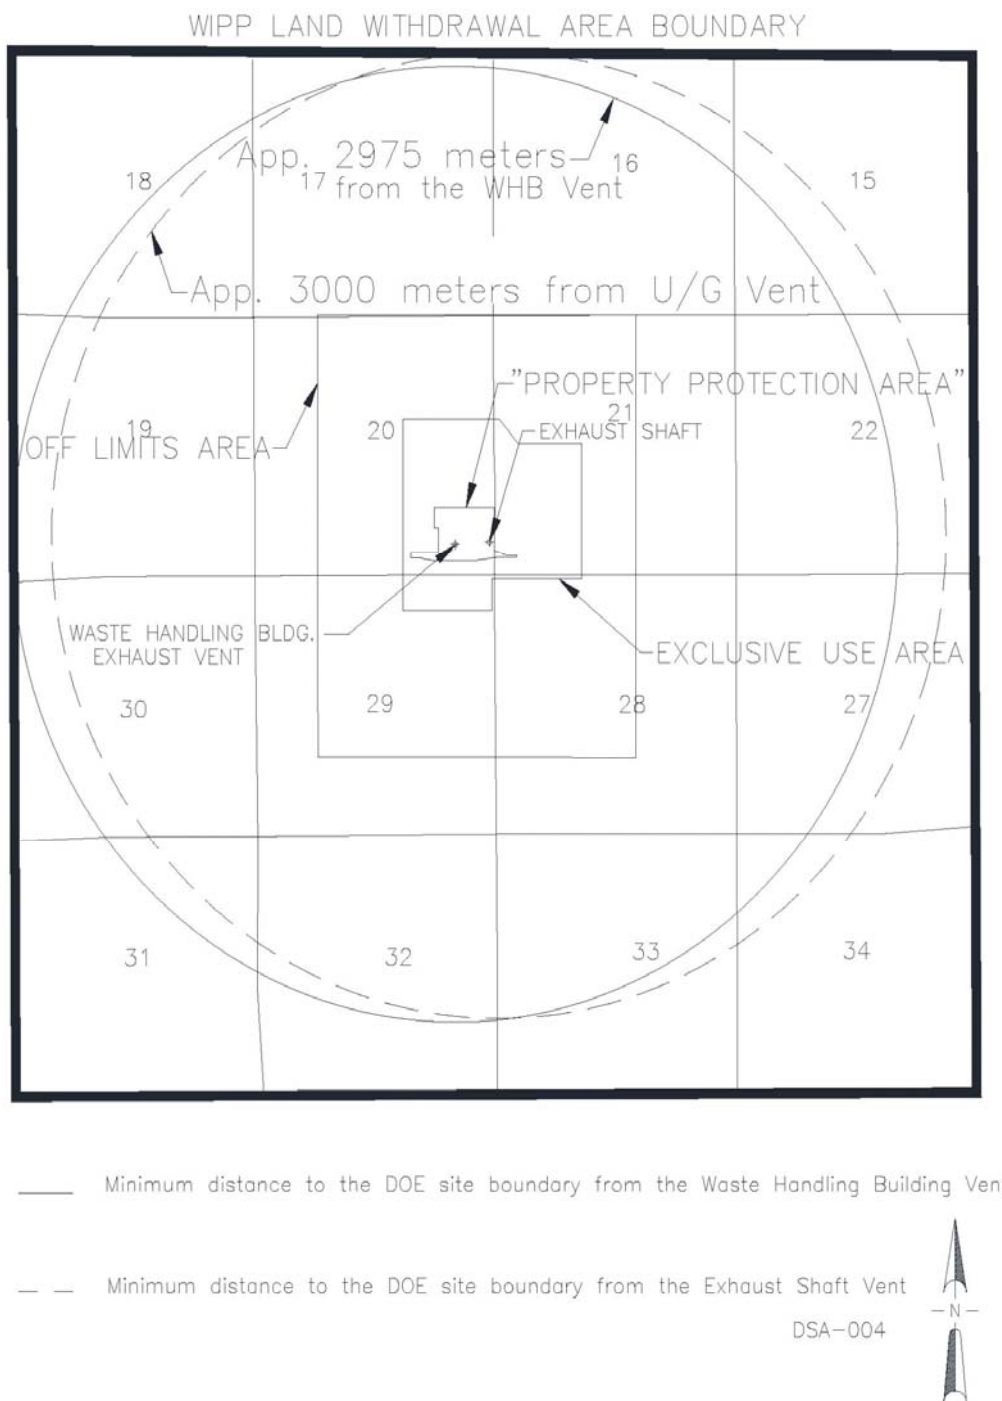 WIPP LAND WITHDRAWAL AREA BOUNDARY
App. 2975 meters
from the WHB Vent
18
17
16
15
App. 3000 meters from U/G Vent
"PROPERTY PROTECTION AREA"
21
19
20
EXHAUST SHAFT
22
OFF LIMITS AREA
WASTE HANDLING BLDG.
EXHAUST VENT
EXCLUSIVE USE AREA
30
29
28
27
31
32
33
34
Minimum distance to the DOE site boundary from the Waste Handling Building Ven
Minimum distance to the DOE site boundary from the Exhaust Shaft Vent
N
DSA-004